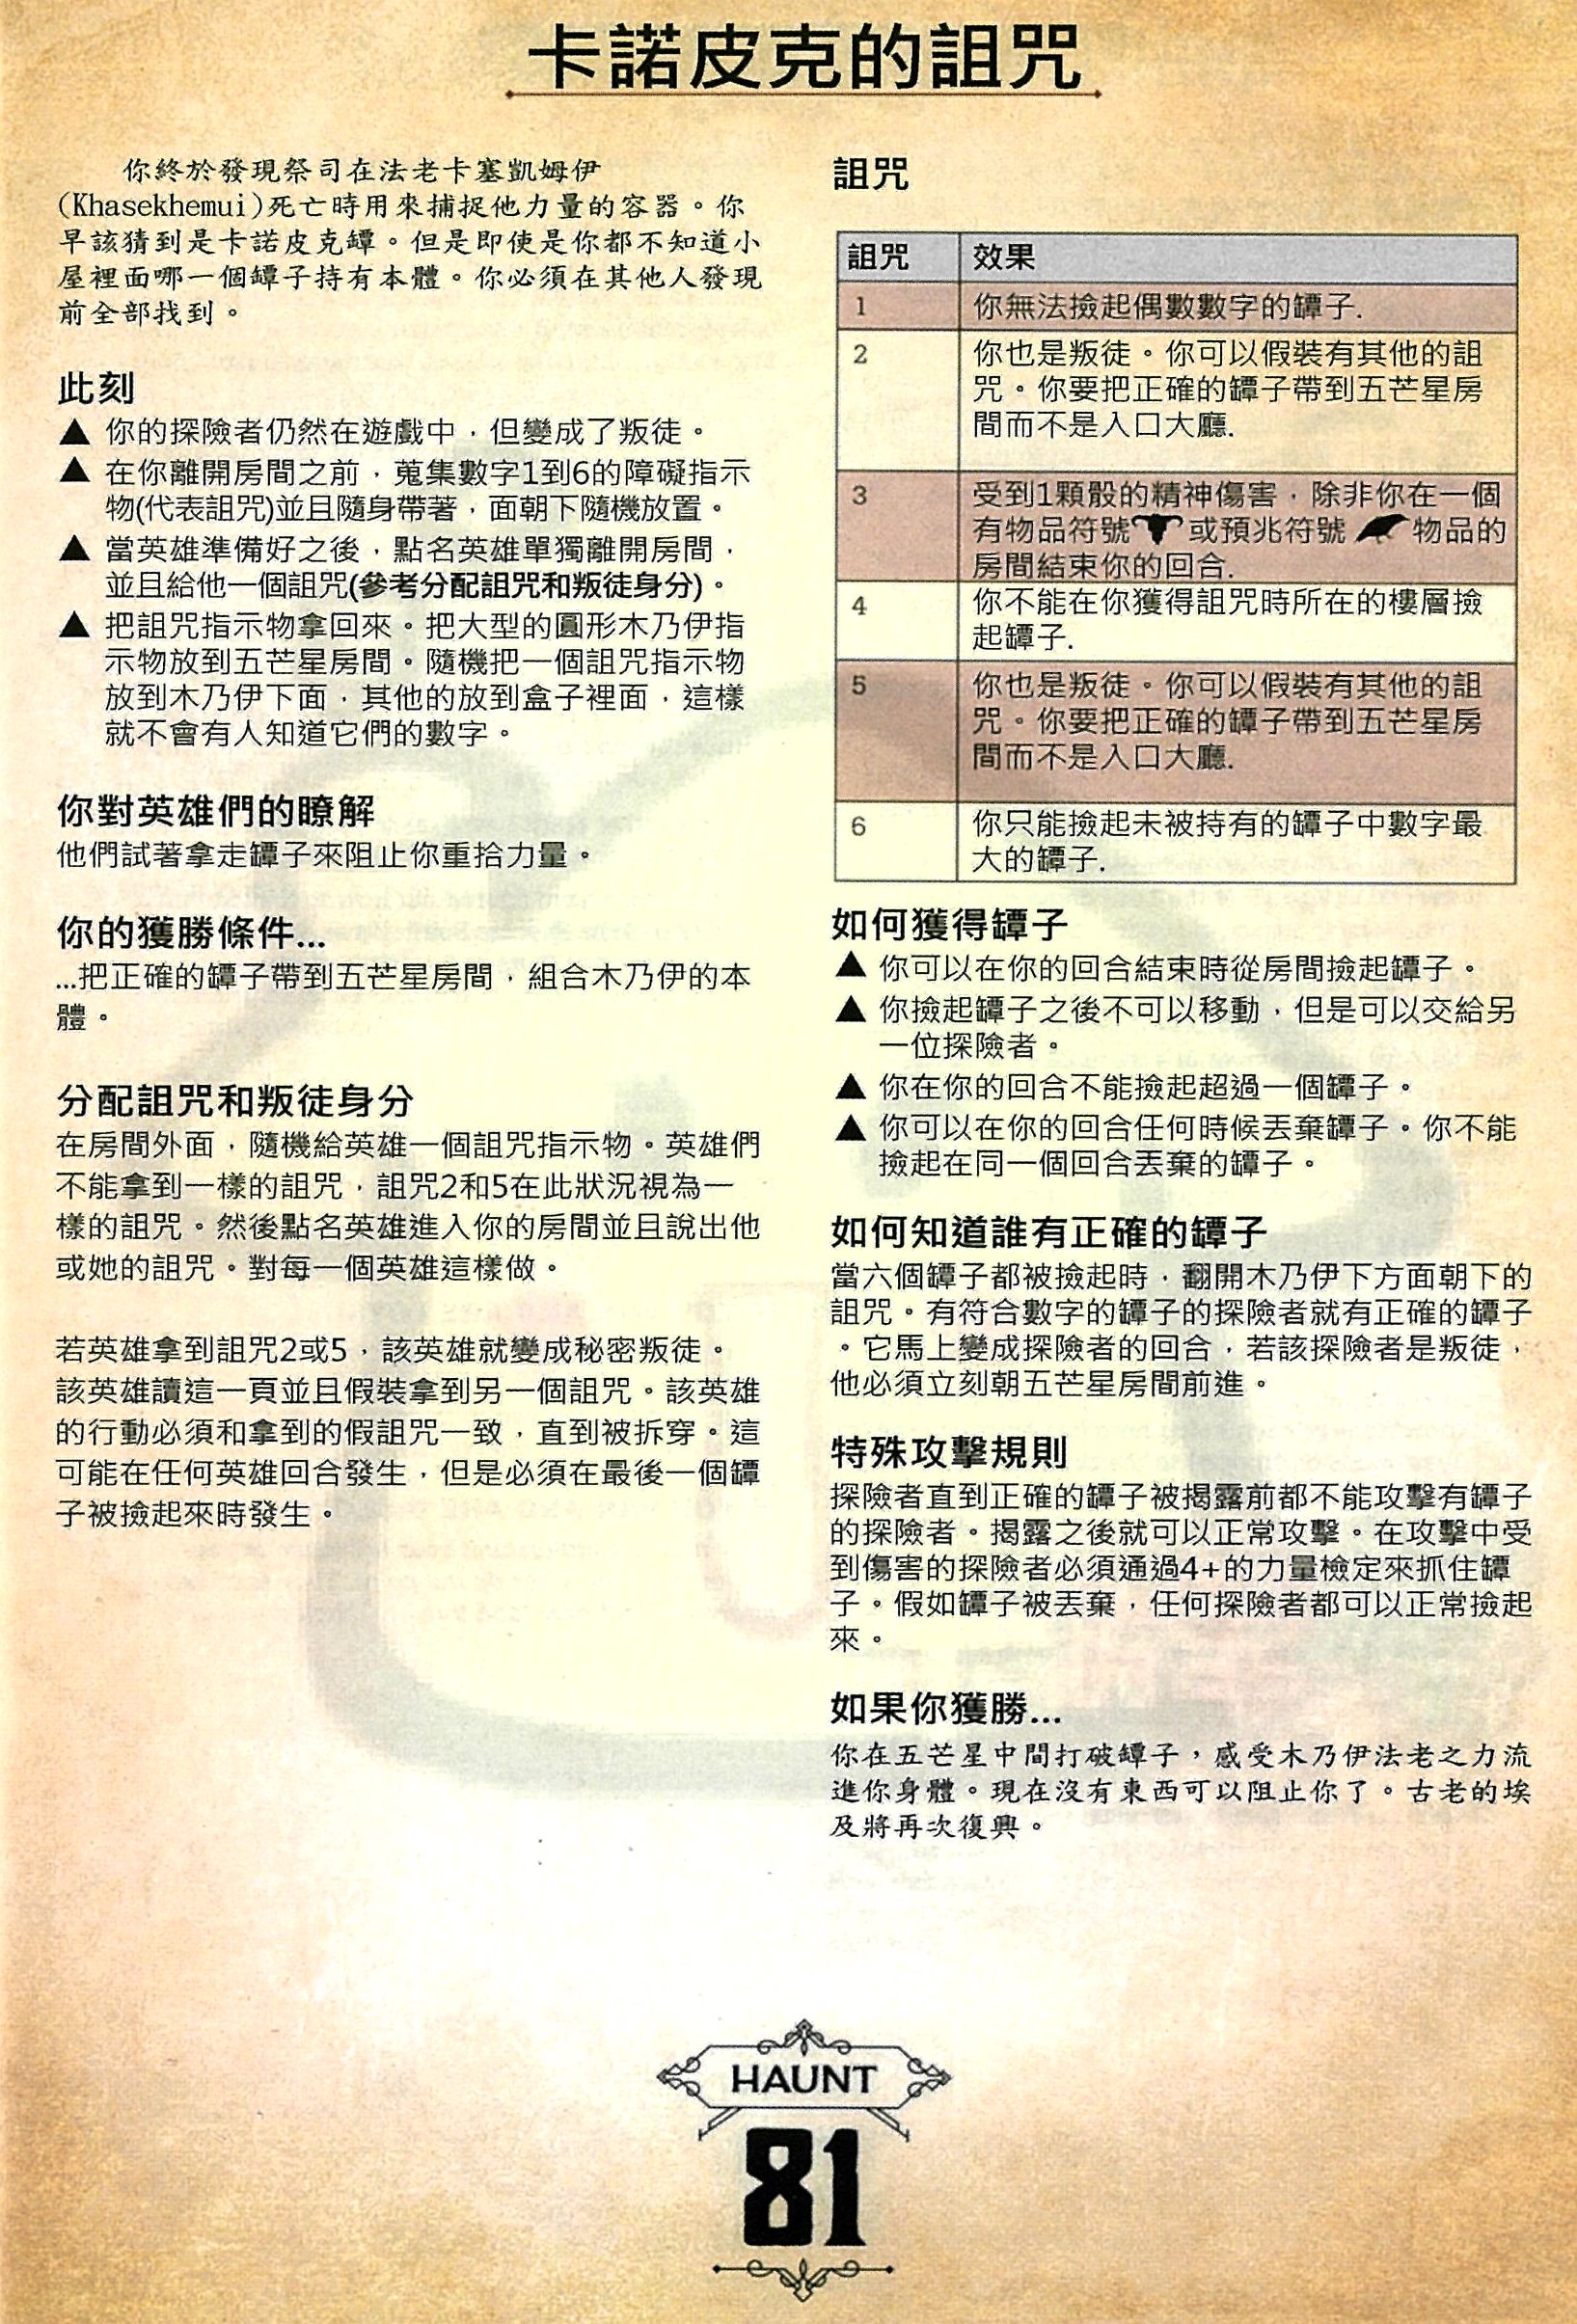 卡諾皮克的詛咒
你終於發現祭司在法老卡塞凱姆伊
(Khasekhemui)死亡時用來捕捉他力量的容器。你
早該猜到是卡諾皮克罈。但是即使是你都不知道小
屋裡面哪一個罈子持有本體。你必須在其他人發現
前全部找到。
此刻
▲ 你的探險者仍然在遊戲中，但變成了叛徒。
▲ 在你離開房間之前，蒐集數字1到6的障礙指示
物(代表詛咒)並且隨身帶著，面朝下隨機放置。
▲ 當英雄準備好之後，點名英雄單獨離開房間，
並且給他一個詛咒(參考分配詛咒和叛徒身分)。
▲ 把詛咒指示物拿回來。把大型的圓形木乃伊指
示物放到五芒星房間。隨機把一個詛咒指示物
放到木乃伊下面，其他的放到盒子裡面，這樣
就不會有人知道它們的數字。
你對英雄們的瞭解
他們試著拿走罈子來阻止你重拾力量。
你的獲勝條件...
...把正確的罈子帶到五芒星房間，組合木乃伊的本
體。
分配詛咒和叛徒身分
在房間外面，隨機給英雄一個詛咒指示物。英雄們
不能拿到一樣的詛咒，詛咒2和5在此狀況視為一
樣的詛咒。然後點名英雄進入你的房間並且說出他
或她的詛咒。對每一個英雄這樣做。
若英雄拿到詛咒2或5，該英雄就變成秘密叛徒。
該英雄讀這一頁並且假裝拿到另一個詛咒。該英雄
的行動必須和拿到的假詛咒一致，直到被拆穿。這
可能在任何英雄回合發生，但是必須在最後一個罈
子被撿起來時發生。
詛咒
詛咒 效果
1 你無法撿起偶數數字的罈子.
2 你也是叛徒。你可以假裝有其他的詛
咒。你要把正確的罈子帶到五芒星房
間而不是入口大廳.
3 受到1顆骰的精神傷害，除非你在一個
有物品符號或預兆符號物品的
房間結束你的回合.
4 你不能在你獲得詛咒時所在的樓層撿
起罈子.
5 你也是叛徒。你可以假裝有其他的詛
咒。你要把正確的罈子帶到五芒星房
間而不是入口大廳.
6 你只能撿起未被持有的罈子中數字最
大的罈子.
如何獲得罈子
▲ 你可以在你的回合結束時從房間撿起罈子。
▲ 你撿起罈子之後不可以移動，但是可以交給另
一位探險者。
▲ 你在你的回合不能撿起超過一個罈子。
▲ 你可以在你的回合任何時候丟棄罈子。你不能
撿起在同一個回合丟棄的罈子。
如何知道誰有正確的罈子
當六個罈子都被撿起時，翻開木乃伊下方面朝下的
詛咒。有符合數字的罈子的探險者就有正確的罈子
。它馬上變成探險者的回合，若該探險者是叛徒，
他必須立刻朝五芒星房間前進。
特殊攻擊規則
探險者直到正確的罈子被揭露前都不能攻擊有罈子
的探險者。揭露之後就可以正常攻擊。在攻擊中受
到傷害的探險者必須通過4+的力量檢定來抓住罈
子。假如罈子被丟棄，任何探險者都可以正常撿起
來。
如果你獲勝...
你在五芒星中間打破罈子，感受木乃伊法老之力流
進你身體。現在沒有東西可以阻止你了。古老的埃
及將再次復興。
HAUNT
81